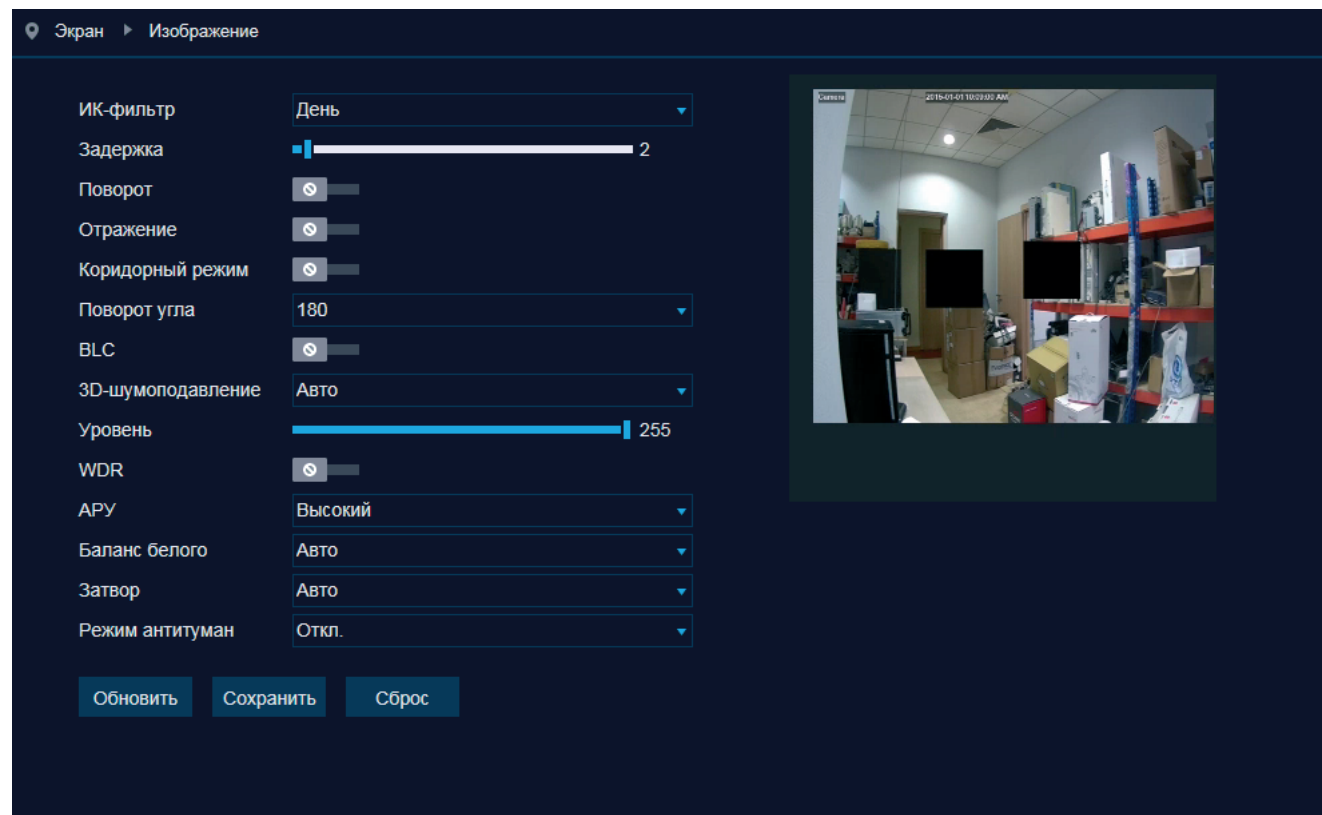 Экран Изображение
ИК-фильтр День
Задержка 2
Поворот
Отражение
Коридорный режим
Поворот угла 180
BLC
3D-шумоподавление Авто
Уровень 255
WDR
АРУ Высокий
Баланс белого Авто
Затвор Авто
Режим антитуман Откл.
Обновить Сохранить Сброс
Camera